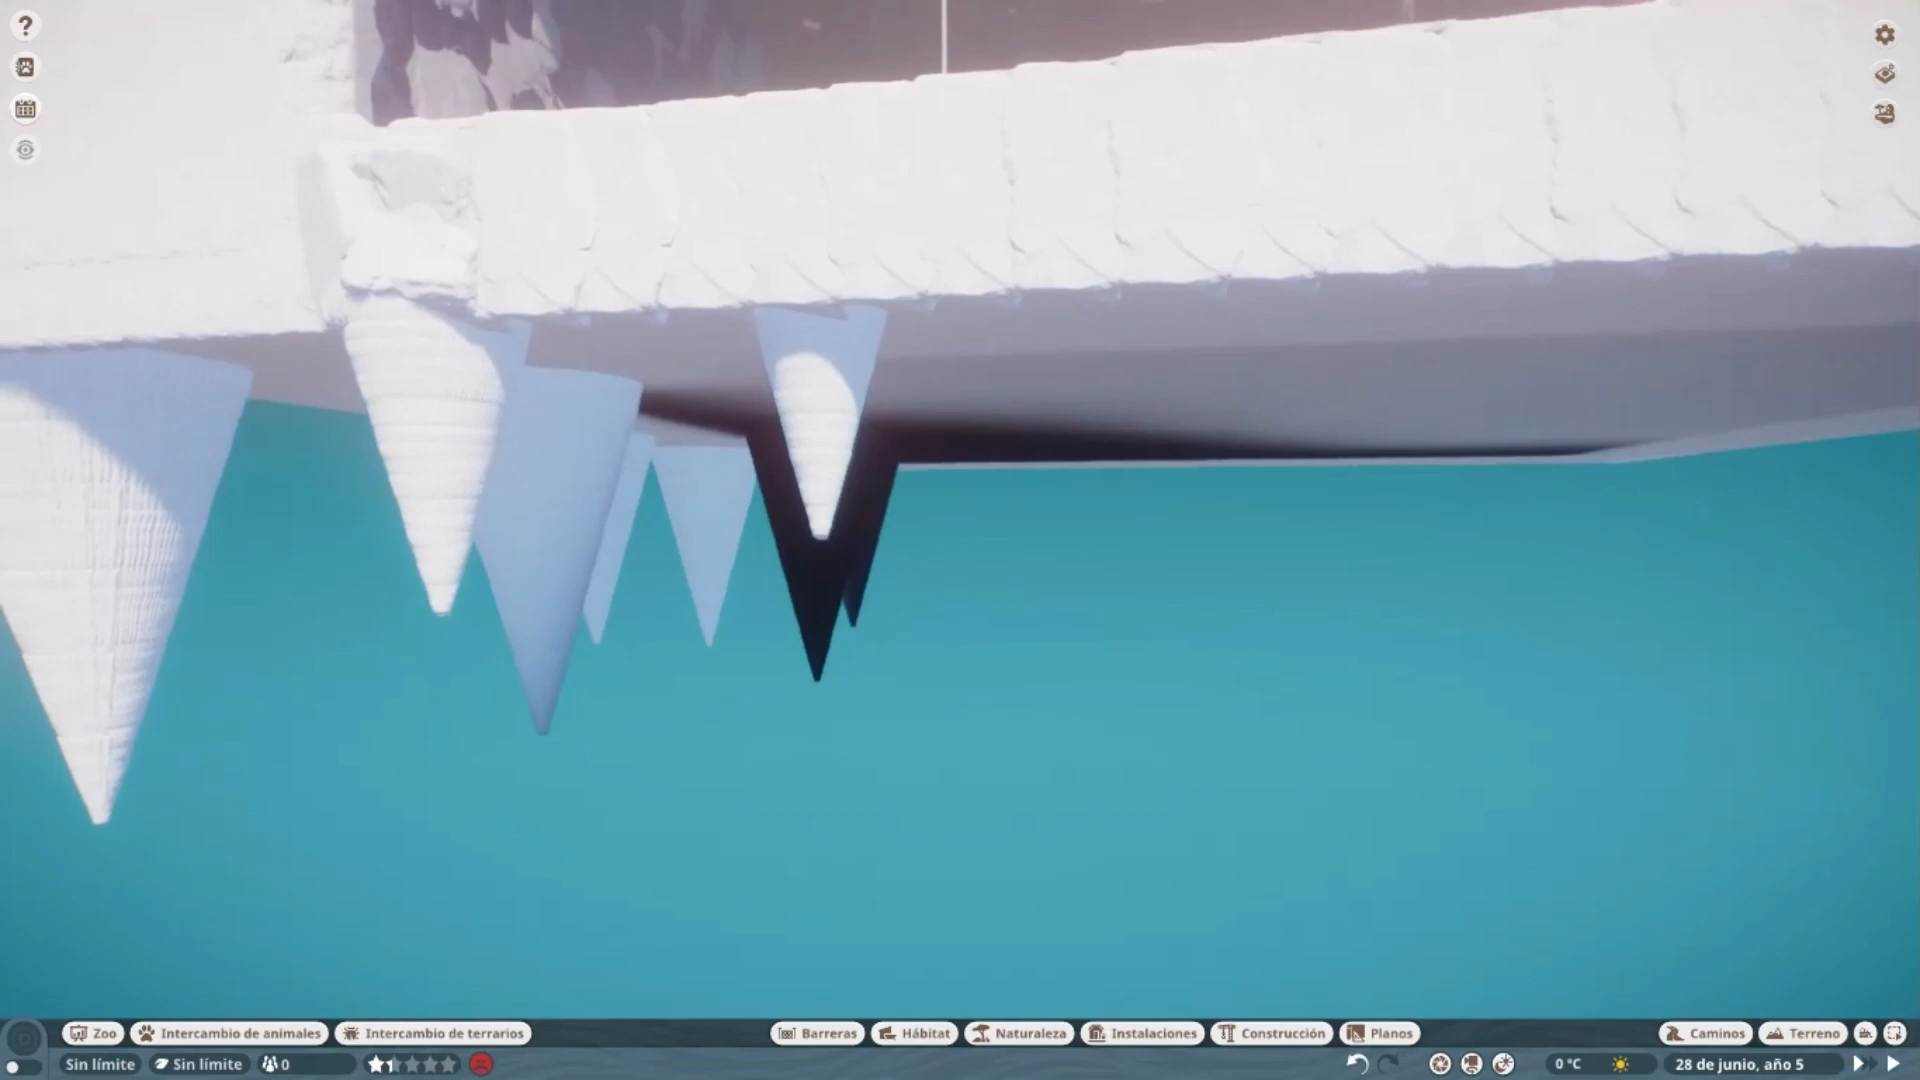 ?
Zoo
Intercambio de animales
Intercambio de terrarios
Barreras
Hábitat
Naturaleza
Instalaciones
Construcción
Planos
Caminos
Terreno
Sin límite
Sin límite
0
0 °C
28 de junio, año 5